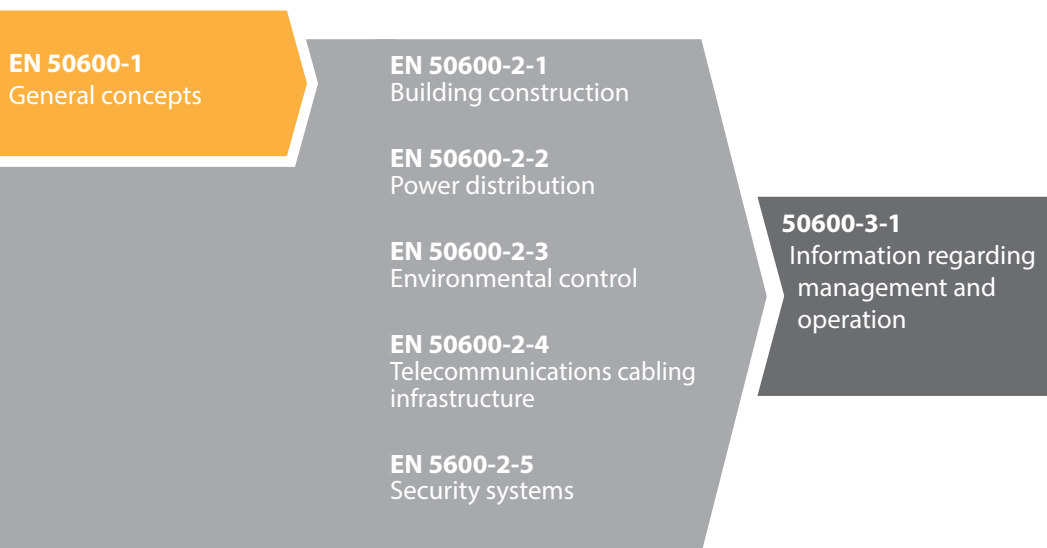 EN 50600-1
General concepts
EN 50600-2-1
Building construction
EN 50600-2-2
Power distribution
EN 50600-2-3
Environmental control
EN 50600-2-4
Telecommunications cabling
infrastructure
EN 5600-2-5
Security systems
50600-3-1
Information regarding
management and
operation